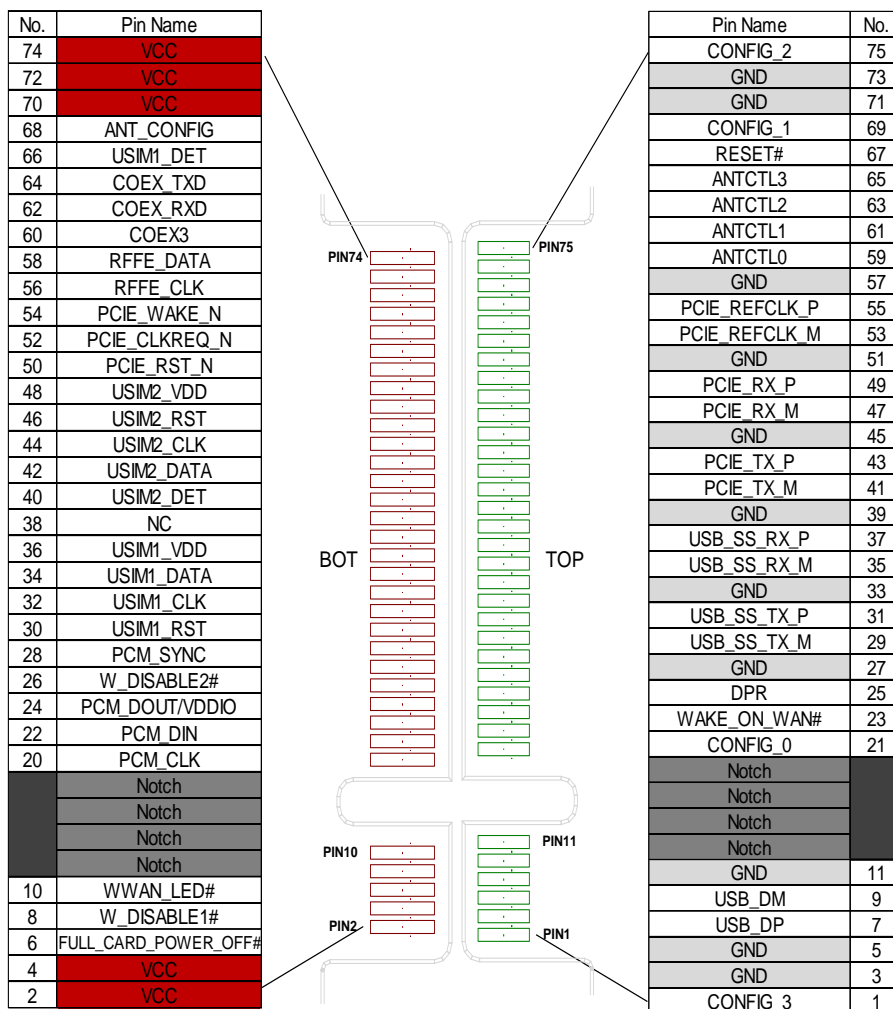 No. Pin Name
74 VCC
72 VCC
70 VCC
68 ANT_CONFIG
66 USIM1_DET
64 COEX_TXD
62 COEX_RXD
60 COEX3
58 RFFE_DATA
56 RFFE_CLK
54 PCIE_WAKE_N
52 PCIE_CLKREQ_N
50 PCIE_RST_N
48 USIM2_VDD
46 USIM2_RST
44 USIM2_CLK
42 USIM2_DATA
40 USIM2_DET
38 NC
36 USIM1_VDD
34 USIM1_DATA
32 USIM1_CLK
30 USIM1_RST
28 PCM_SYNC
26 W_DISABLE2#
24 PCM_DOUT/VDDIO
22 PCM_DIN
20 PCM_CLK
Notch
Notch
Notch
Notch
10 WWAN_LED#
8 W_DISABLE1#
6 FULL_CARD_POWER_OFF#
4 VCC
2 VCC
PIN74
BOT
PIN10
PIN2
PIN75
TOP
PIN11
PIN1
Pin Name No.
CONFIG_2 75
GND 73
GND 71
CONFIG_1 69
RESET# 67
ANTCTL3 65
ANTCTL2 63
ANTCTL1 61
ANTCTL0 59
GND 57
PCIE_REFCLK_P 55
PCIE_REFCLK_M 53
GND 51
PCIE_RX_P 49
PCIE_RX_M 47
GND 45
PCIE_TX_P 43
PCIE_TX_M 41
GND 39
USB_SS_RX_P 37
USB_SS_RX_M 35
GND 33
USB_SS_TX_P 31
USB_SS_TX_M 29
GND 27
DPR 25
WAKE_ON_WAN# 23
CONFIG_0 21
Notch
Notch
Notch
Notch
GND 11
USB_DM 9
USB_DP 7
GND 5
GND 3
CONFIG_3 1